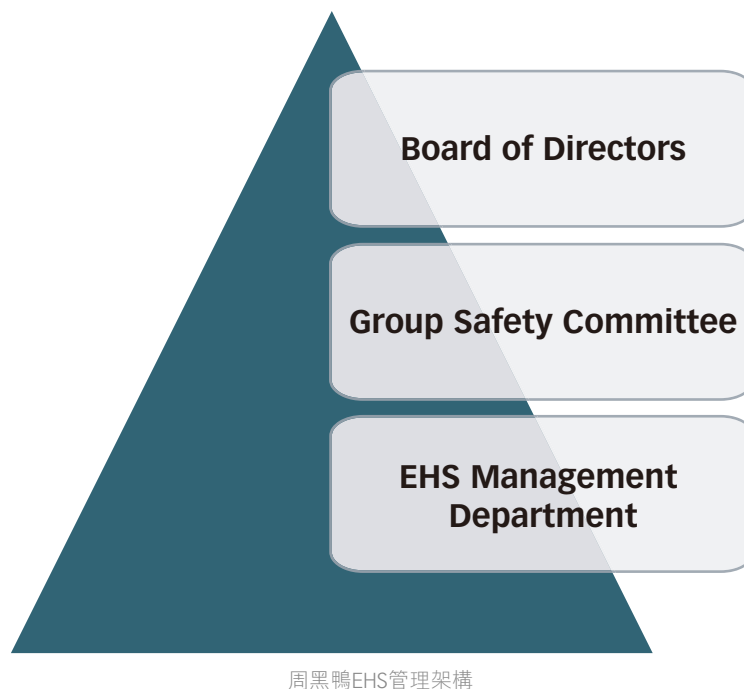 Board of Directors
Group Safety Committee
EHS Management
Department
周黑鴨EHS管理架構